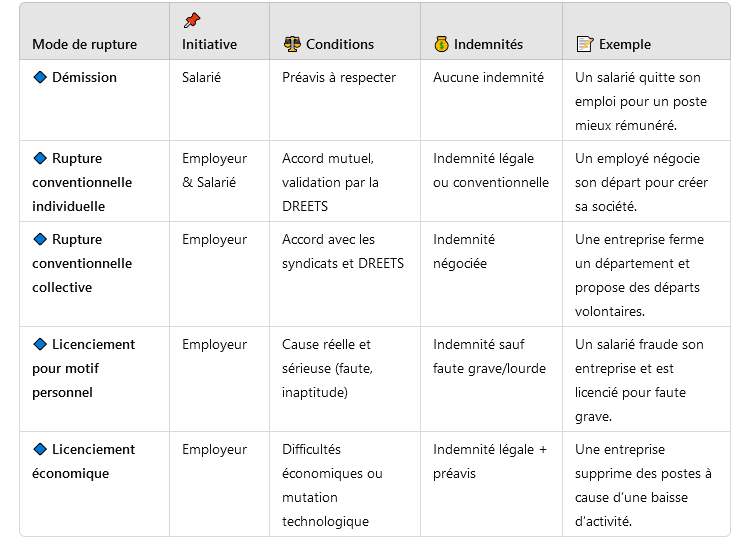 Mode de rupture
📌 Initiative
⚖️ Conditions
💰 Indemnités
📝 Exemple
🔷 Démission
Salarié
Préavis à respecter
Aucune indemnité
Un salarié quitte son
emploi pour un poste
mieux rémunéré.
🔷 Rupture
conventionnelle
individuelle
Employeur
& Salarié
Accord mutuel,
validation par la
DREETS
Indemnité légale
ou conventionnelle
Un employé négocie
son départ pour créer
sa société.
🔷 Rupture
conventionnelle
collective
Employeur
Accord avec les
syndicats et DREETS
Indemnité
négociée
Une entreprise ferme
un département et
propose des départs
volontaires.
🔷 Licenciement
pour motif
personnel
Employeur
Cause réelle et
sérieuse (faute,
inaptitude)
Indemnité sauf
faute grave/lourde
Un salarié fraude son
entreprise et est
licencié pour faute
grave.
🔷 Licenciement
économique
Employeur
Difficultés
économiques ou
mutation
technologique
Indemnité légale +
préavis
Une entreprise
supprime des postes à
cause d'une baisse
d'activité.